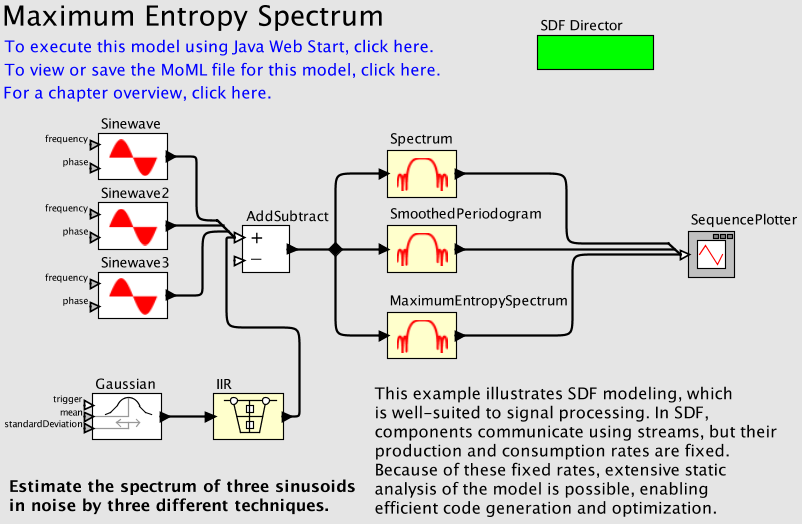 Maximum Entropy Spectrum
To execute this model using Java Web Start, click here.
To view or save the MoML file for this model, click here.
For a chapter overview, click here.
SDF Director
Sinewave
frequency
phase
Sinewave2
frequency
phase
Sinewave3
frequency
phase
AddSubtract
+
−
Spectrum
SmoothedPeriodogram
MaximumEntropySpectrum
SequencePlotter
Gaussian
trigger
mean
standardDeviation
IIR
This example illustrates SDF modeling, which
is well-suited to signal processing. In SDF,
components communicate using streams, but their
production and consumption rates are fixed.
Because of these fixed rates, extensive static
analysis of the model is possible, enabling
efficient code generation and optimization.
Estimate the spectrum of three sinusoids
in noise by three different techniques.